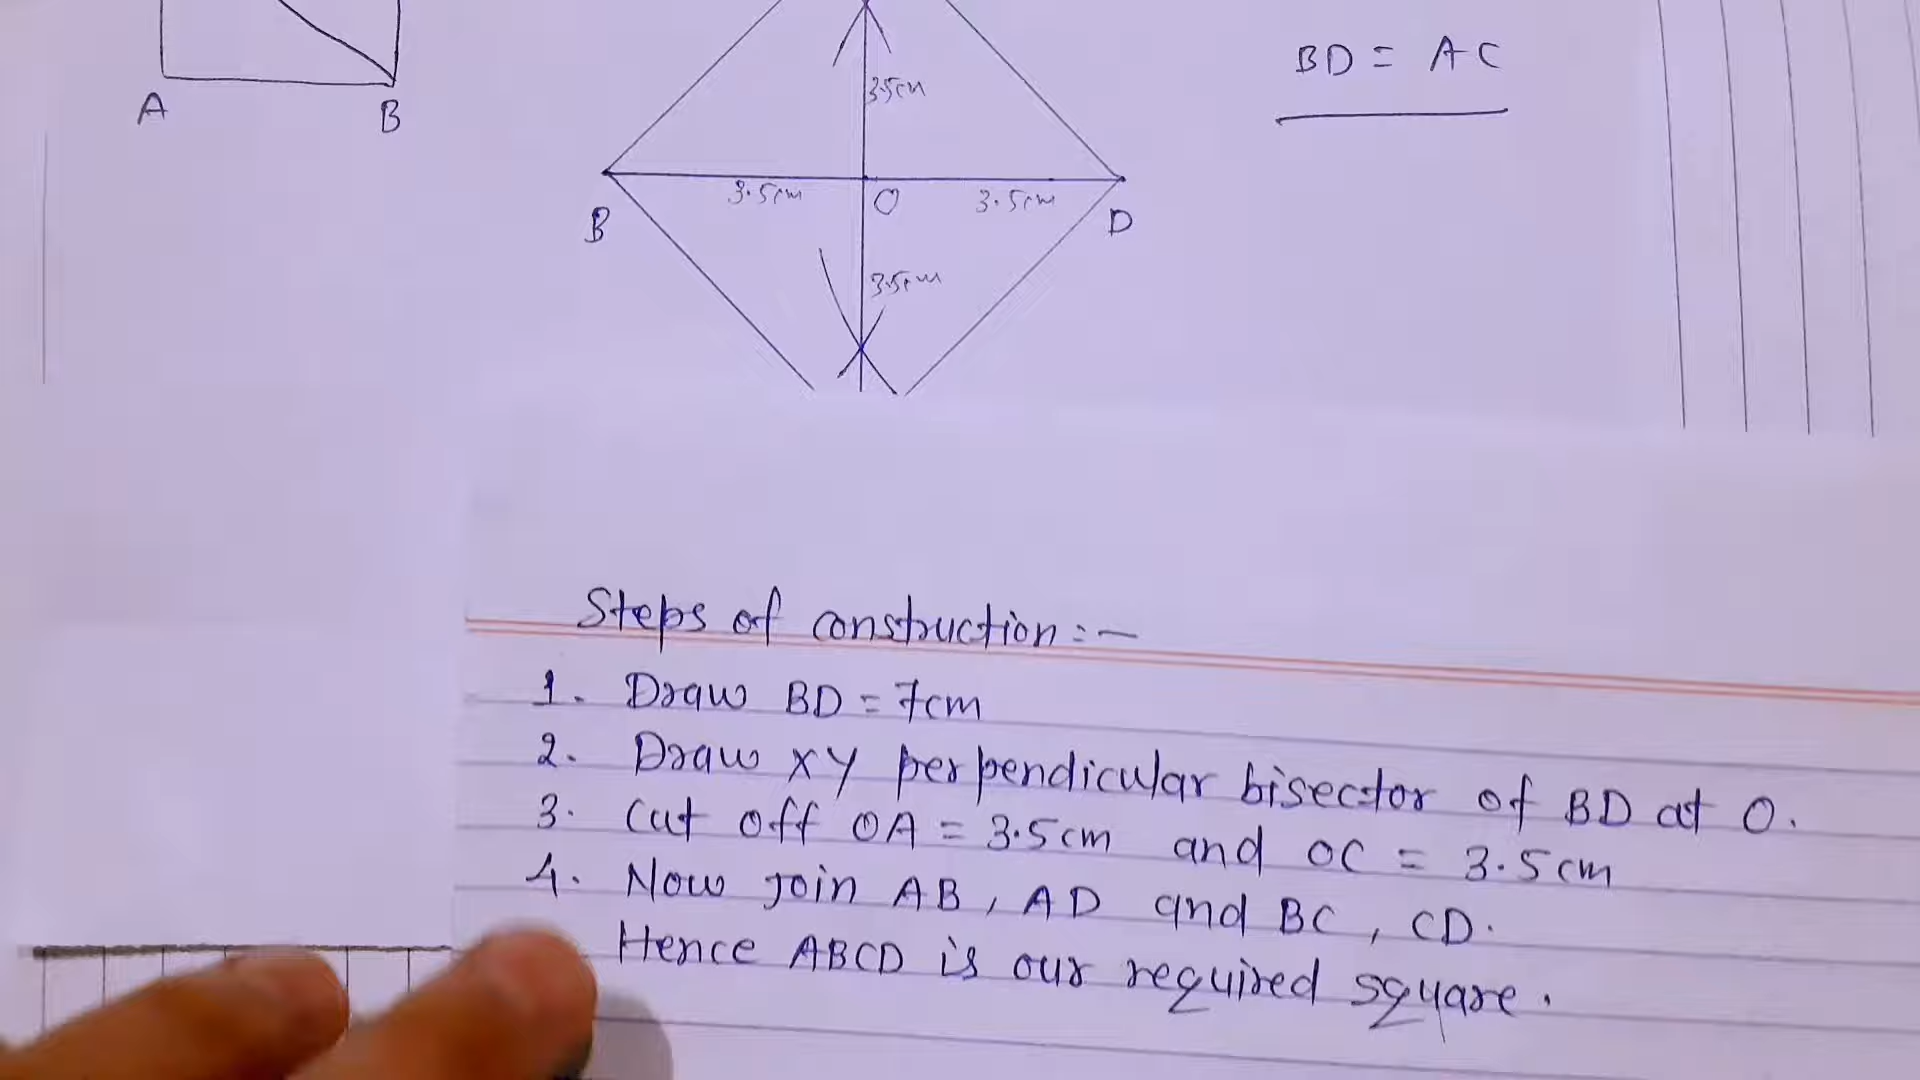 A
B
BD = AC
3.5cm
3.5cm
O
3.5cm
B
D
3.5cm
Steps of construction :-
1. Draw BD = 7cm
2. Draw XY perpendicular bisector of BD at O.
3. Cut off OA = 3.5cm and OC = 3.5cm
4. Now join AB, AD and BC, CD.
Hence ABCD is our required square.